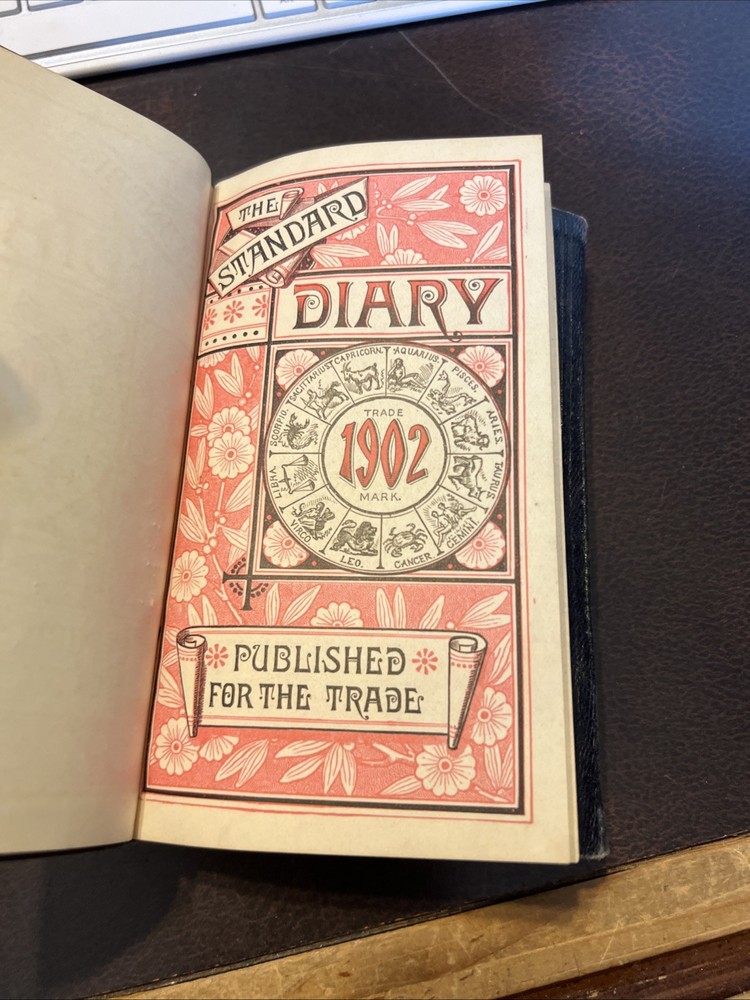 THE
STANDARD
DIARY
SAGITTARIUS
CAPRICORN.
AQUARIUS.
PISCES.
ARIES.
TAURUS.
GEMINI
CANCER
LEO.
VIRGO
LIBRA.
SCORPIO.
TRADE
1902
MARK.
PUBLISHED
FOR THE TRADE